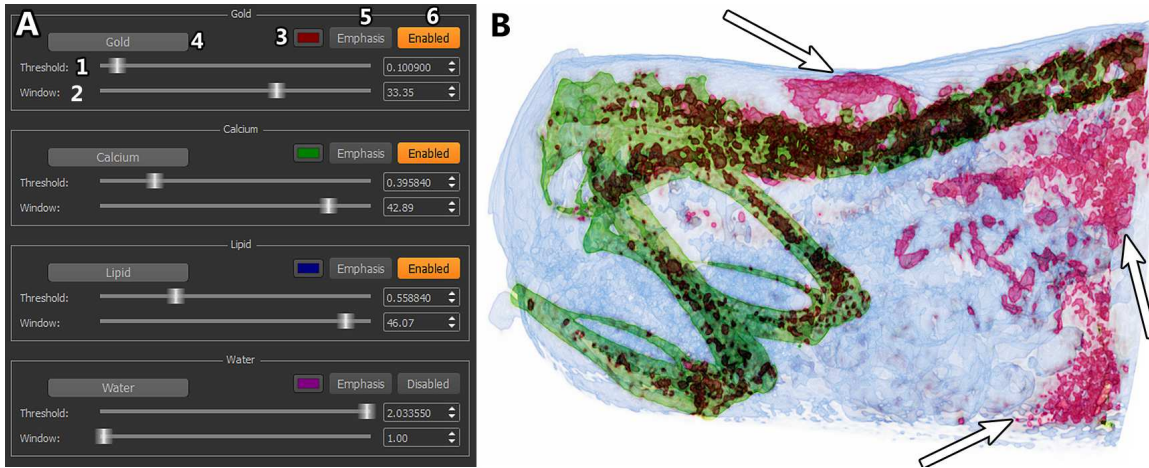 A
B
Gold
5
6
Gold 4
3
Emphasis
Enabled
Threshold: 1
0.100900
Window: 2
33.35
Calcium
Calcium
Emphasis
Enabled
Threshold:
0.395840
Window:
42.89
Lipid
Lipid
Emphasis
Enabled
Threshold:
0.558840
Window:
46.07
Water
Water
Emphasis
Disabled
Threshold:
2.033550
Window:
1.00